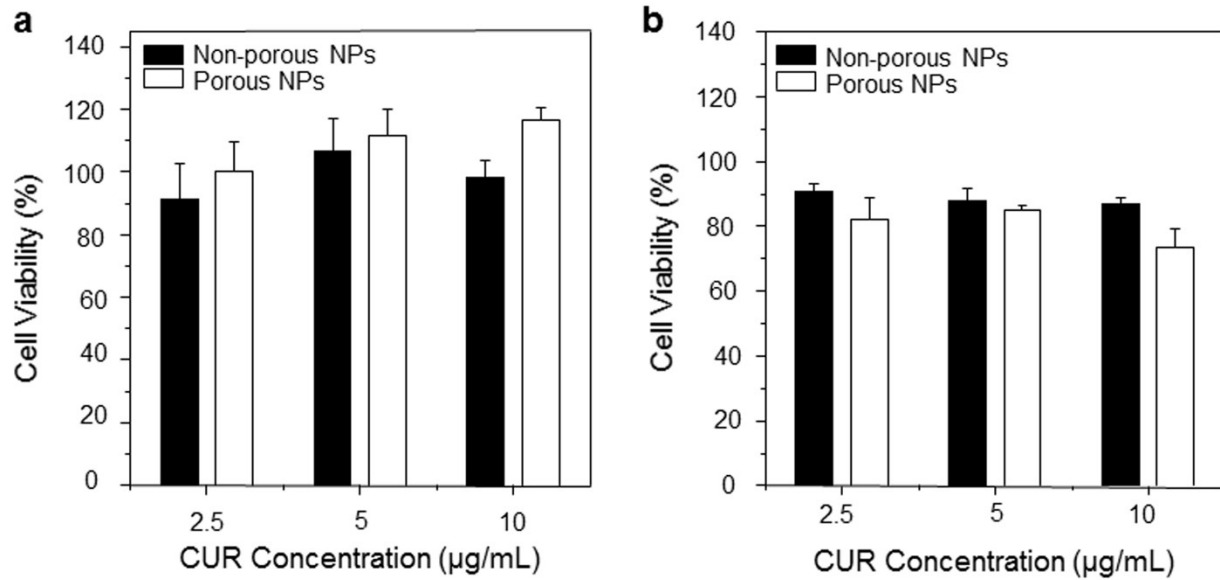 a
140
120
100
80
60
40
20
0
Cell Viability (%)
Non-porous NPs
Porous NPs
2.5 5 10
CUR Concentration (µg/mL)
b
140
120
100
80
60
40
20
0
Cell Viability (%)
Non-porous NPs
Porous NPs
2.5 5 10
CUR Concentration (µg/mL)